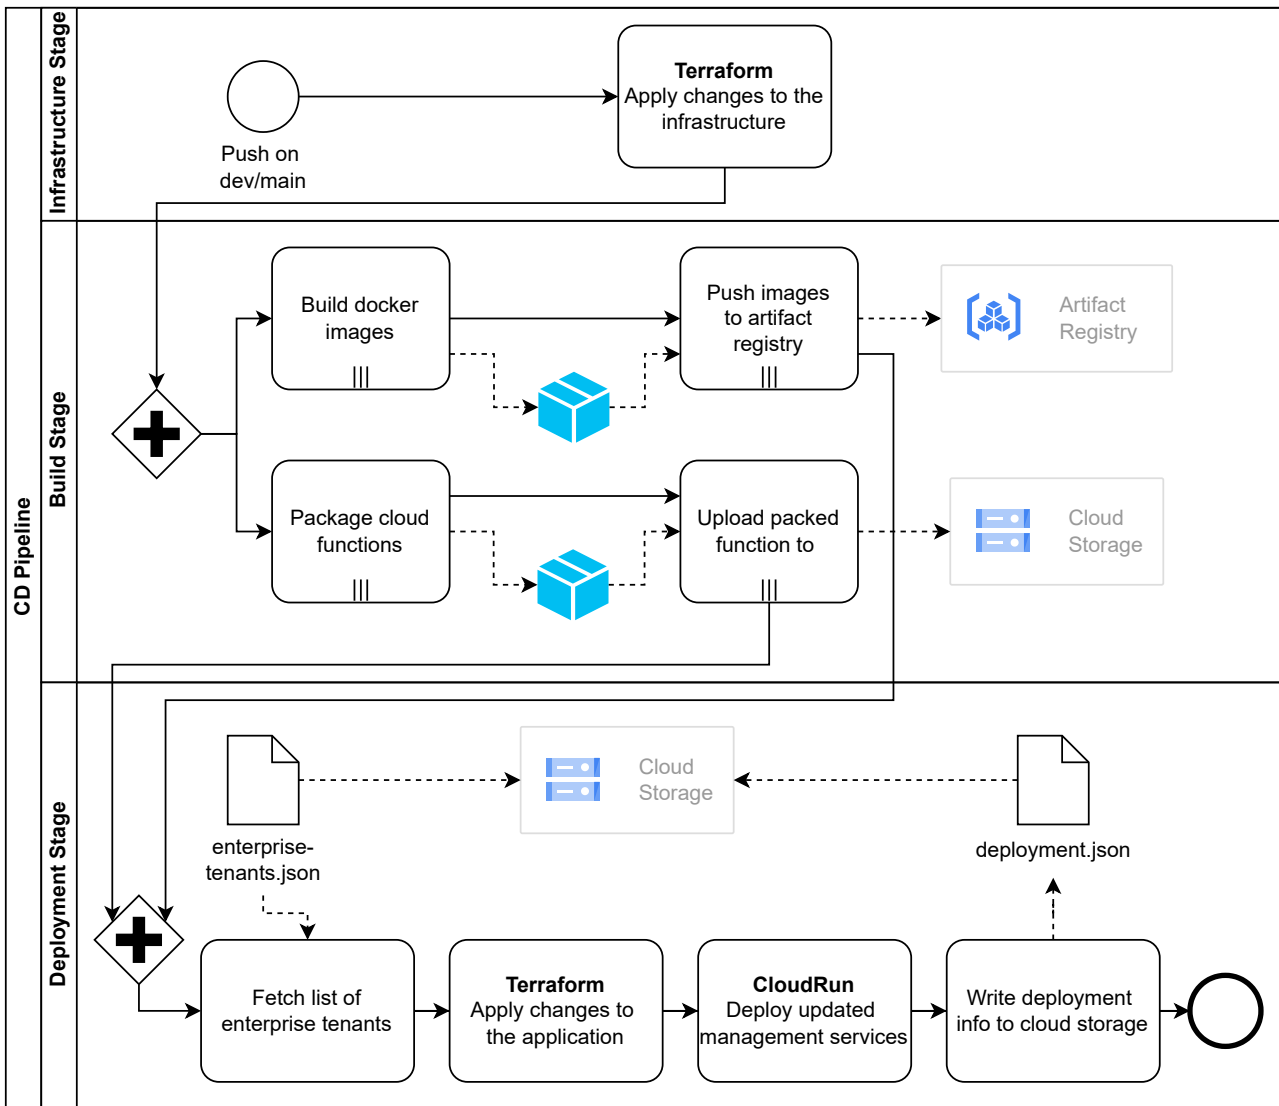 CD Pipeline
Infrastructure Stage
Push on
dev/main
Terraform
Apply changes to the
infrastructure
Build Stage
Build docker
images
Push images
to artifact
registry
Artifact
Registry
Package cloud
functions
Upload packed
function to
Cloud
Storage
Deployment Stage
enterprise-
tenants.json
Cloud
Storage
deployment.json
Fetch list of
enterprise tenants
Terraform
Apply changes to
the application
CloudRun
Deploy updated
management services
Write deployment
info to cloud storage